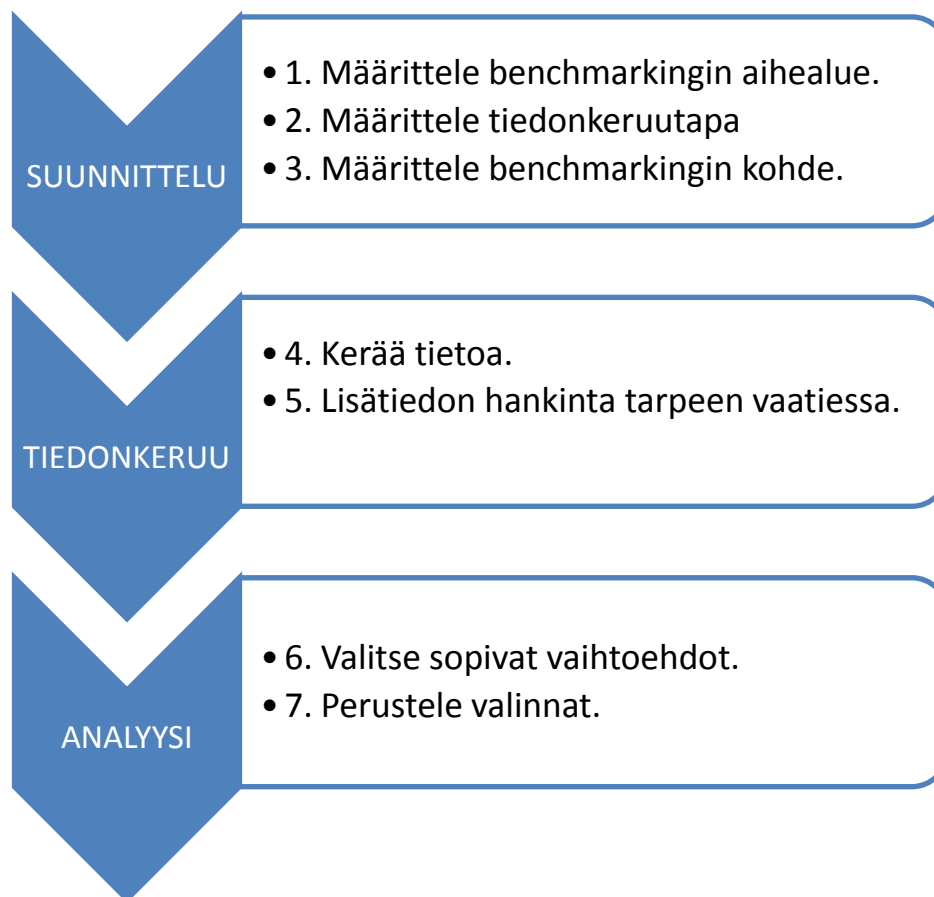 SUUNNITTELU
• 1. Määrittele benchmarkingin aihealue.
• 2. Määrittele tiedonkeruutapa
• 3. Määrittele benchmarkingin kohde.
TIEDONKERUU
• 4. Kerää tietoa.
• 5. Lisätiedon hankinta tarpeen vaatiessa.
ANALYYSI
• 6. Valitse sopivat vaihtoehdot.
• 7. Perustele valinnat.